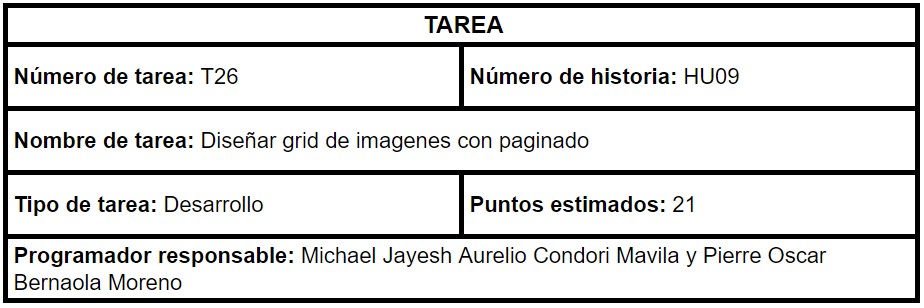 TAREA
Número de tarea: T26
Número de historia: HU09
Nombre de tarea: Diseñar grid de imagenes con paginado
Tipo de tarea: Desarrollo
Puntos estimados: 21
Programador responsable: Michael Jayesh Aurelio Condori Mavila y Pierre Oscar
Bernaola Moreno